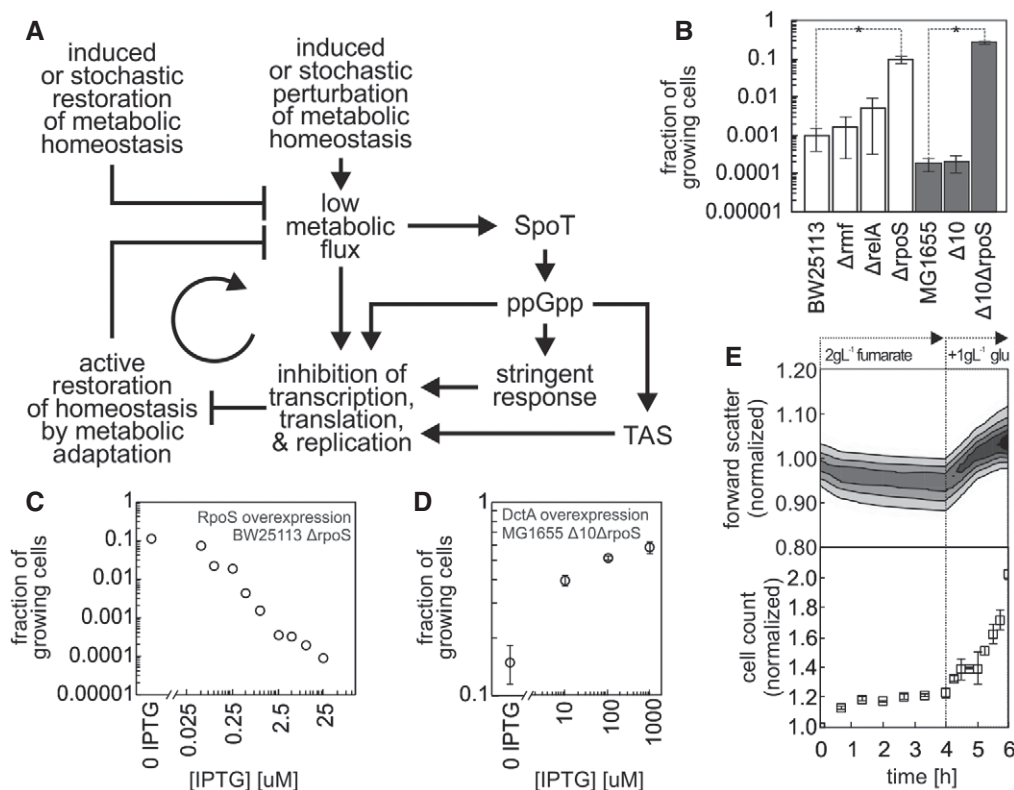 A
induced
or stochastic
restoration
of metabolic
homeostasis
induced
or stochastic
perturbation
of metabolic
homeostasis
low
metabolic
flux
SpoT
ppGpp
active
restoration
of homeostasis
by metabolic
adaptation
inhibition of
transcription,
translation,
& replication
stringent
response
TAS
B
fraction of
growing cells
1
0.1
0.01
0.001
0.0001
0.00001
*
*
BW25113
Δrmf
ΔrelA
ΔrpoS
MG1655
Δ10
Δ10ΔrpoS
C
fraction of
growing cells
1
0.1
0.01
0.001
0.0001
0.00001
RpoS overexpression
BW25113 ΔrpoS
0 IPTG
0.025
0.25
2.5
25
[IPTG] [uM]
D
fraction of
growing cells
1
0.1
DctA overexpression
MG1655 Δ10ΔrpoS
0 IPTG
10
100
1000
[IPTG] [uM]
E
2gL⁻¹ fumarate
+1gL⁻¹ glu
forward scatter
(normalized)
1.20
1.10
1.00
0.90
0.80
cell count
(normalized)
2.0
1.8
1.6
1.4
1.2
1.0
0 1 2 3 4 5 6
time [h]